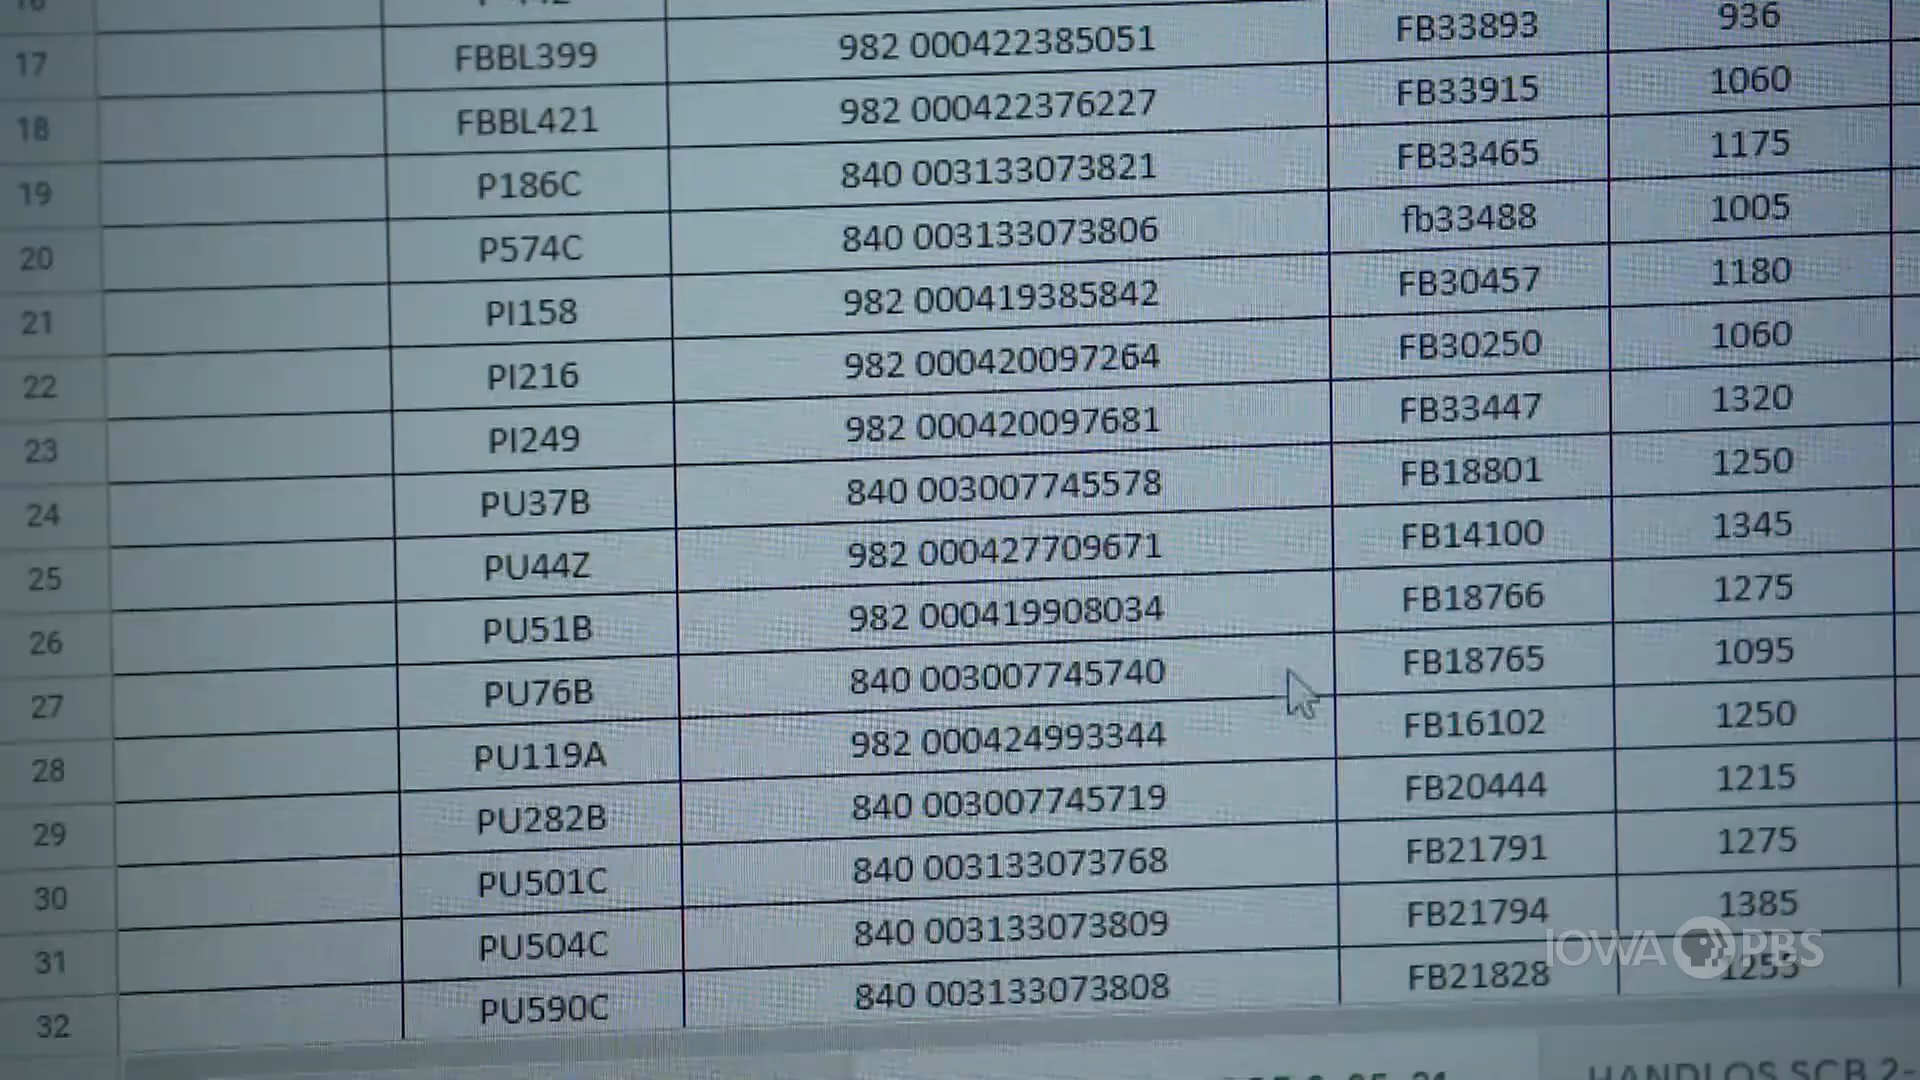 17 FBBL399 982 000422385051 FB33893 936
18 FBBL421 982 000422376227 FB33915 1060
19 P186C 840 003133073821 FB33465 1175
20 P574C 840 003133073806 fb33488 1005
21 PI158 982 000419385842 FB30457 1180
22 PI216 982 000420097264 FB30250 1060
23 PI249 982 000420097681 FB33447 1320
24 PU37B 840 003007745578 FB18801 1250
25 PU44Z 982 000427709671 FB14100 1345
26 PU51B 982 000419908034 FB18766 1275
27 PU76B 840 003007745740 FB18765 1095
28 PU119A 982 000424993344 FB16102 1250
29 PU282B 840 003007745719 FB20444 1215
30 PU501C 840 003133073768 FB21791 1275
31 PU504C 840 003133073809 FB21794 1385
32 PU590C 840 003133073808 FB21828 1255
IOWA PBS
HANDLOS SCB 2-